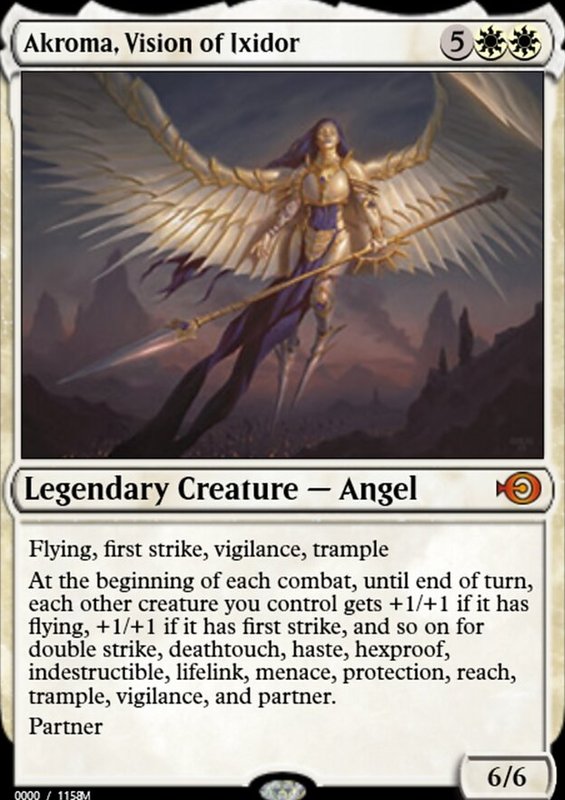 Akroma, Vision of Ixidor 5
Legendary Creature — Angel
Flying, first strike, vigilance, trample
At the beginning of each combat, until end of turn,
each other creature you control gets +1/+1 if it has
flying, +1/+1 if it has first strike, and so on for
double strike, deathtouch, haste, hexproof,
indestructible, lifelink, menace, protection, reach,
trample, vigilance, and partner.
Partner
6/6
0000 / 1158M